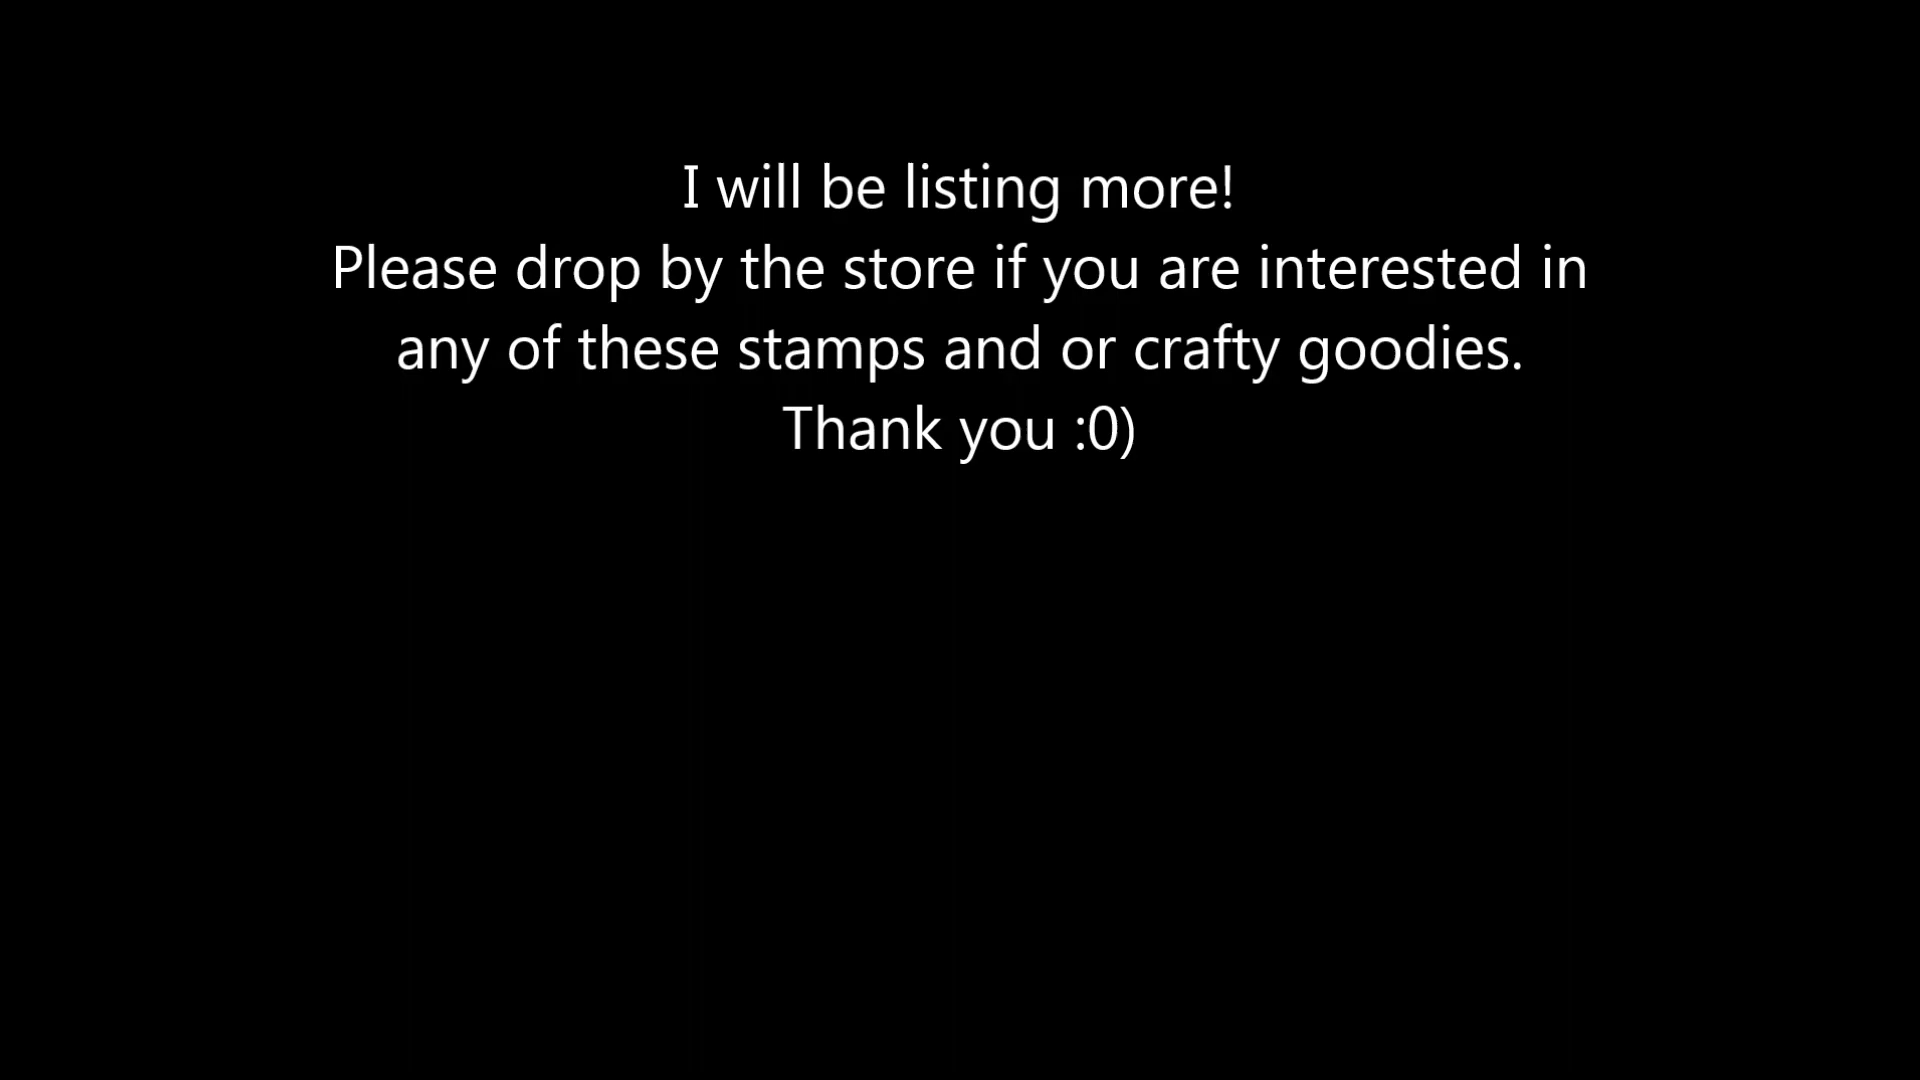 I will be listing more!
Please drop by the store if you are interested in
any of these stamps and or crafty goodies.
Thank you :0)